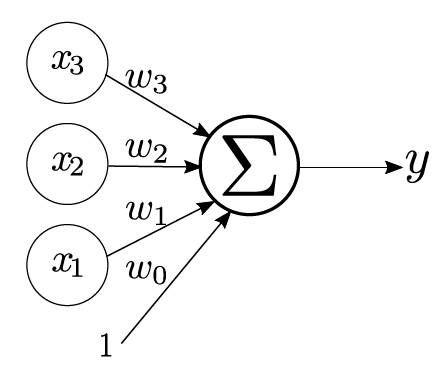 x₃
w₃
x₂
w₂
Σ
y
w₁
x₁
w₀
1